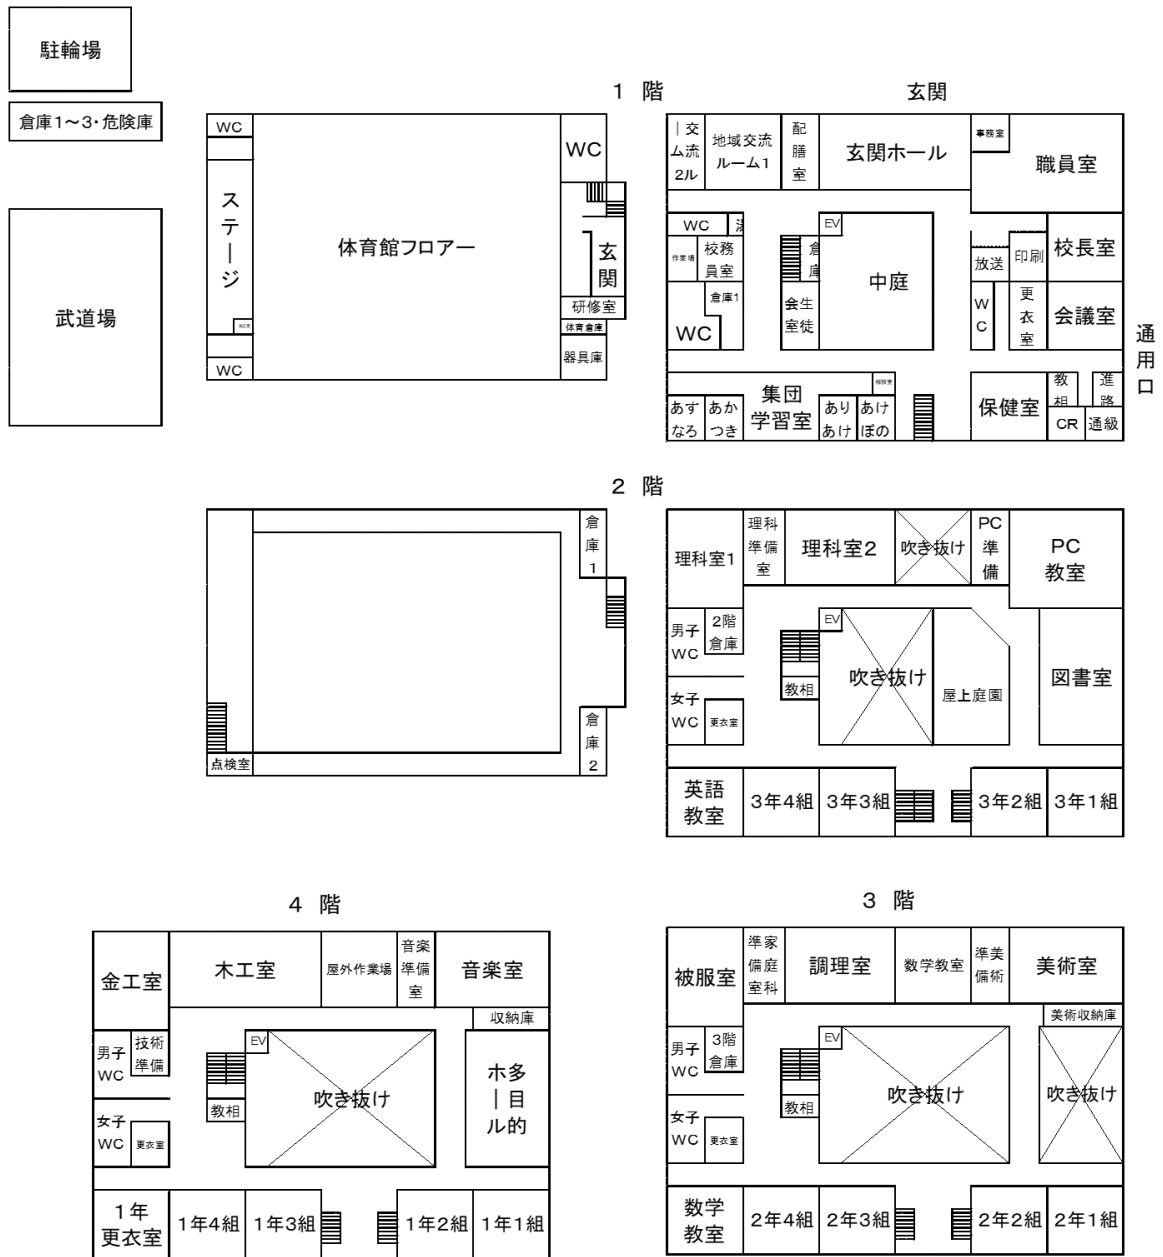 駐輪場
倉庫1～3・危険庫
武道場
1 階
玄関
WC
ステージ
WC
体育館フロアー
WC
玄関
研修室
体育倉庫
器具庫
交流ルーム2
地域交流
ルーム1
配膳室
玄関ホール
事務室
職員室
WC
湯
作業場
校務
員室
倉庫
EV
中庭
放送
印刷
校長室
倉庫1
WC
生徒会室
WC
更衣室
会議室
通用口
集団
学習室
あす
なろ
あか
つき
あり
あけ
あけ
ぼの
保健室
教相
進路
CR
通級
2 階
倉庫1
点検室
倉庫2
理科室1
理科準備室
理科室2
吹き抜け
PC
準備
PC
教室
男子
WC
2階
倉庫
EV
吹き抜け
屋上庭園
図書室
女子
WC
更衣室
教相
英語
教室
3年4組
3年3組
3年2組
3年1組
4 階
金工室
木工室
屋外作業場
音楽準備室
音楽室
収納庫
男子
WC
技術
準備
EV
吹き抜け
多目的ホール
女子
WC
更衣室
教相
1年
更衣室
1年4組
1年3組
1年2組
1年1組
3 階
被服室
家庭科準備室
調理室
数学教室
美術準備
美術室
美術収納庫
男子
WC
3階
倉庫
EV
吹き抜け
吹き抜け
女子
WC
更衣室
教相
数学
教室
2年4組
2年3組
2年2組
2年1組